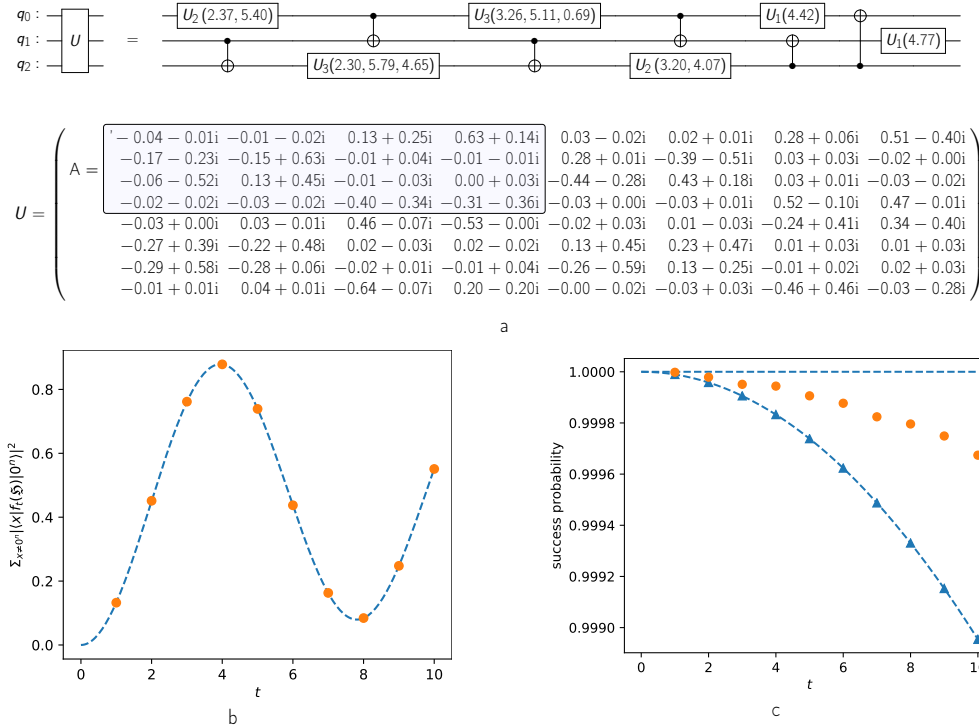 q₀ : U₂(2.37, 5.40) U₃(3.26, 5.11, 0.69) U₁(4.42)
q₁ : U = U₁(4.77)
q₂ : U₃(2.30, 5.79, 4.65) U₂(3.20, 4.07)
'−0.04 − 0.01i −0.01 − 0.02i 0.13 + 0.25i 0.63 + 0.14i 0.03 − 0.02i 0.02 + 0.01i 0.28 + 0.06i 0.51 − 0.40i
A = −0.17 − 0.23i −0.15 + 0.63i −0.01 + 0.04i −0.01 − 0.01i 0.28 + 0.01i −0.39 − 0.51i 0.03 + 0.03i −0.02 + 0.00i
−0.06 − 0.52i 0.13 + 0.45i −0.01 − 0.03i 0.00 + 0.03i −0.44 − 0.28i 0.43 + 0.18i 0.03 + 0.01i −0.03 − 0.02i
U = −0.02 − 0.02i −0.03 − 0.02i −0.40 − 0.34i −0.31 − 0.36i −0.03 + 0.00i −0.03 + 0.01i 0.52 − 0.10i 0.47 − 0.01i
−0.03 + 0.00i 0.03 − 0.01i 0.46 − 0.07i −0.53 − 0.00i −0.02 + 0.03i 0.01 − 0.03i −0.24 + 0.41i 0.34 − 0.40i
−0.27 + 0.39i −0.22 + 0.48i 0.02 − 0.03i 0.02 − 0.02i 0.13 + 0.45i 0.23 + 0.47i 0.01 + 0.03i 0.01 + 0.03i
−0.29 + 0.58i −0.28 + 0.06i −0.02 + 0.01i −0.01 + 0.04i −0.26 − 0.59i 0.13 − 0.25i −0.01 + 0.02i 0.02 + 0.03i
−0.01 + 0.01i 0.04 + 0.01i −0.64 − 0.07i 0.20 − 0.20i −0.00 − 0.02i −0.03 + 0.03i −0.46 + 0.46i −0.03 − 0.28i
a
Σₓ≠₀ⁿ|⟨x|fₜ(ℌ)|0ⁿ⟩|²
0.8
0.6
0.4
0.2
0.0
0 2 4 6 8 10
t
b
success probability
1.0000
0.9998
0.9996
0.9994
0.9992
0.9990
0 2 4 6 8 10
t
c